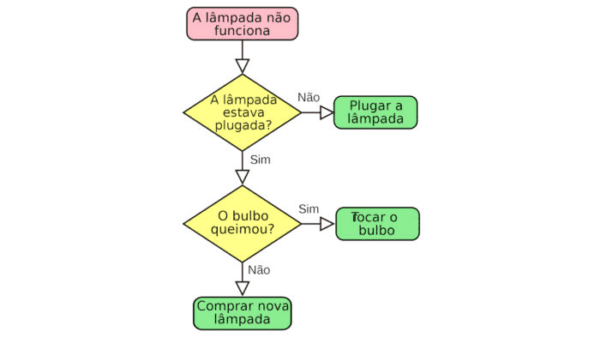 A lâmpada não
funciona
A lâmpada
estava
plugada?
Não
Plugar a
lâmpada
Sim
O bulbo
queimou?
Sim
Tocar o
bulbo
Não
Comprar nova
lâmpada